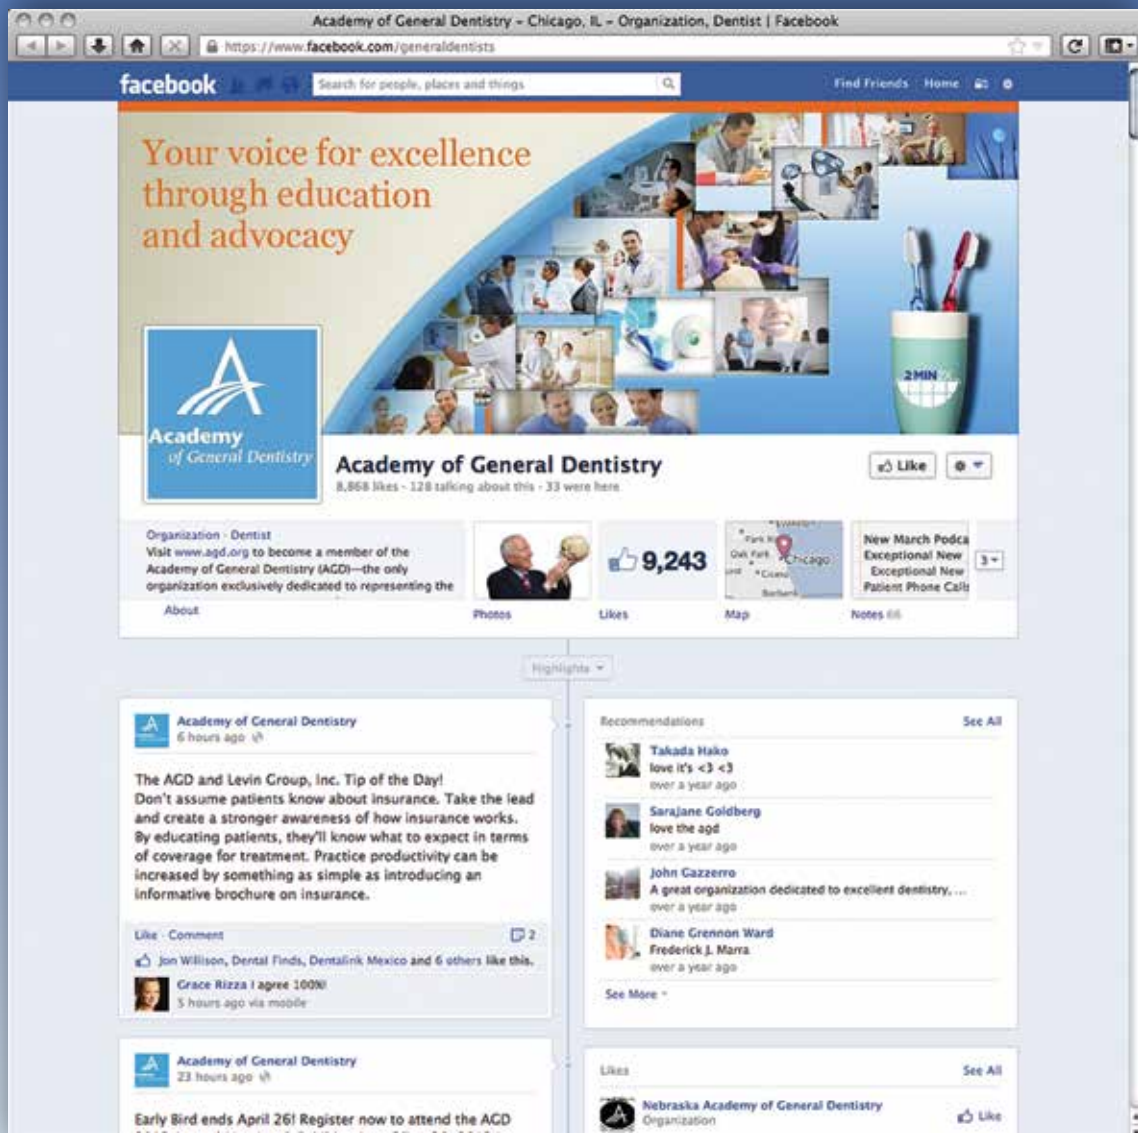 Academy of General Dentistry – Chicago, IL – Organization, Dentist | Facebook
https://www.facebook.com/generaldentists
facebook
Search for people, places and things
Find Friends Home
Your voice for excellence
through education
and advocacy
2MIN
Academy
of General Dentistry
Academy of General Dentistry
8,868 likes · 128 talking about this · 33 were here
Like
Organization · Dentist
Visit www.agd.org to become a member of the
Academy of General Dentistry (AGD)—the only
organization exclusively dedicated to representing the
About
Photos
9,243
Likes
Oak Park
Chicago
Cicero
Map
New March Podca
Exceptional New
Exceptional New
Patient Phone Calls
Notes 66
3
Highlights
Academy of General Dentistry
6 hours ago
The AGD and Levin Group, Inc. Tip of the Day!
Don't assume patients know about insurance. Take the lead
and create a stronger awareness of how insurance works.
By educating patients, they'll know what to expect in terms
of coverage for treatment. Practice productivity can be
increased by something as simple as introducing an
informative brochure on insurance.
Like · Comment
2
Jon Willison, Dental Finds, Dentalink Mexico and 6 others like this.
Grace Rizza I agree 100%!
5 hours ago via mobile
Academy of General Dentistry
23 hours ago
Early Bird ends April 26! Register now to attend the AGD
Recommendations
See All
Takada Hako
love it's <3 <3
over a year ago
SaraJane Goldberg
love the agd
over a year ago
John Gazzerro
A great organization dedicated to excellent dentistry, ...
over a year ago
Diane Grennon Ward
Frederick J. Marra
over a year ago
See More
Likes
See All
Nebraska Academy of General Dentistry
Organization
Like